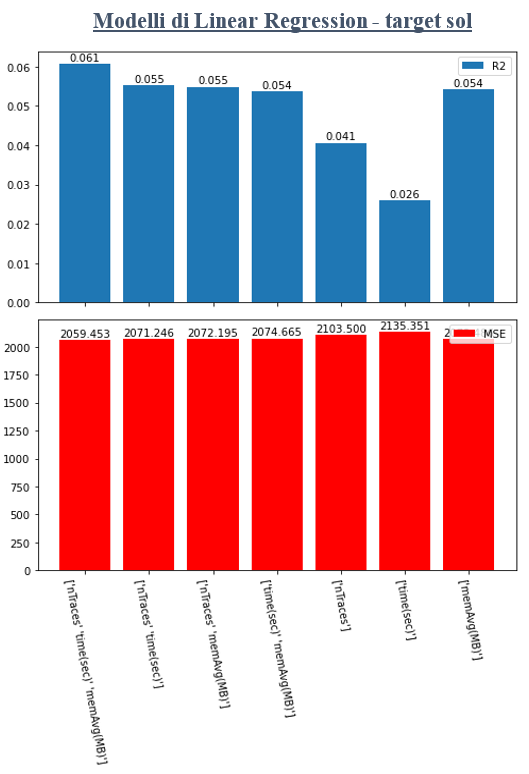 Modelli di Linear Regression - target sol
0.061
0.055
0.055
0.054
0.041
0.026
0.054
R2
0.06
0.05
0.04
0.03
0.02
0.01
0.00
2059.453
2071.246
2072.195
2074.665
2103.500
2135.351
MSE
2000
1750
1500
1250
1000
750
500
250
0
['nTraces' 'time(sec)' 'memAvg(MB)']
['nTraces' 'time(sec)']
['nTraces' 'memAvg(MB)']
['time(sec)' 'memAvg(MB)']
['nTraces']
['time(sec)']
['memAvg(MB)']